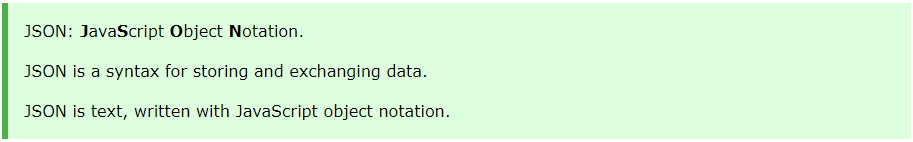 JSON: JavaScript Object Notation.
JSON is a syntax for storing and exchanging data.
JSON is text, written with JavaScript object notation.